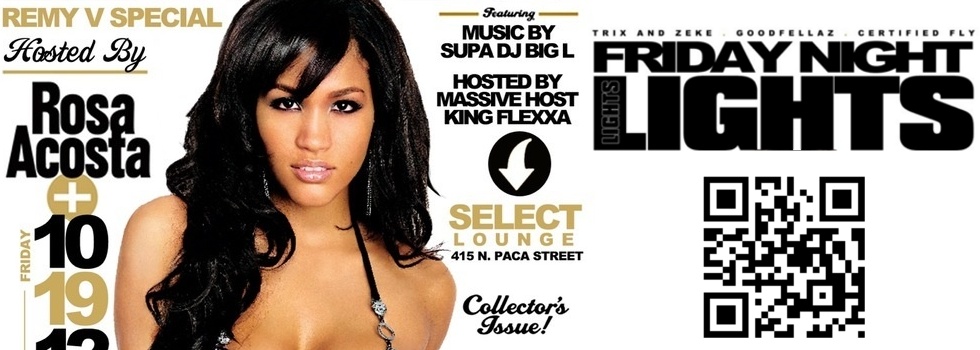 REMY V SPECIAL
Hosted By
Rosa
Acosta
+
FRIDAY
10
19
12
Featuring
MUSIC BY
SUPA DJ BIG L
HOSTED BY
MASSIVE HOST
KING FLEXXA
SELECT
LOUNGE
415 N. PACA STREET
Collector's
Issue!
TRIX AND ZEKE . GOODFELLAZ . CERTIFIED FLY
FRIDAY NIGHT
LIGHTS
LIGHTS